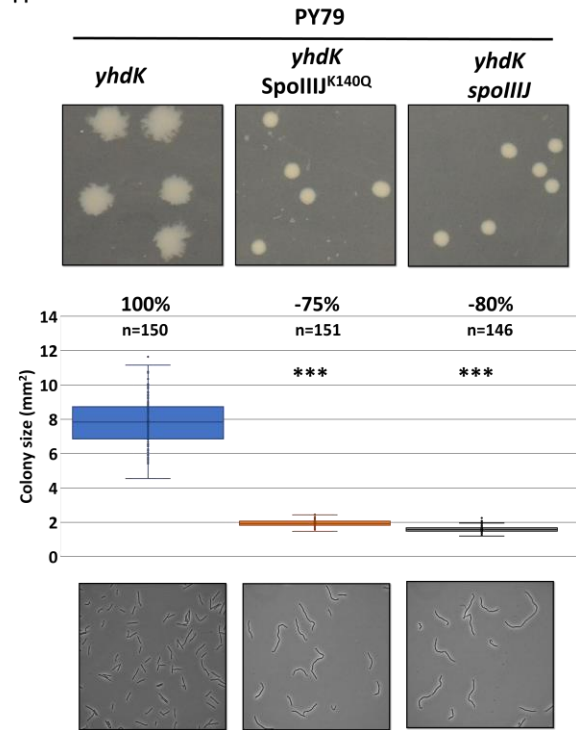 PY79
yhdK
yhdK
SpoIIIJK140Q
yhdK
spoIIIJ
100%
-75%
-80%
n=150
n=151
n=146
***
***
Colony size (mm²)
14
12
10
8
6
4
2
0